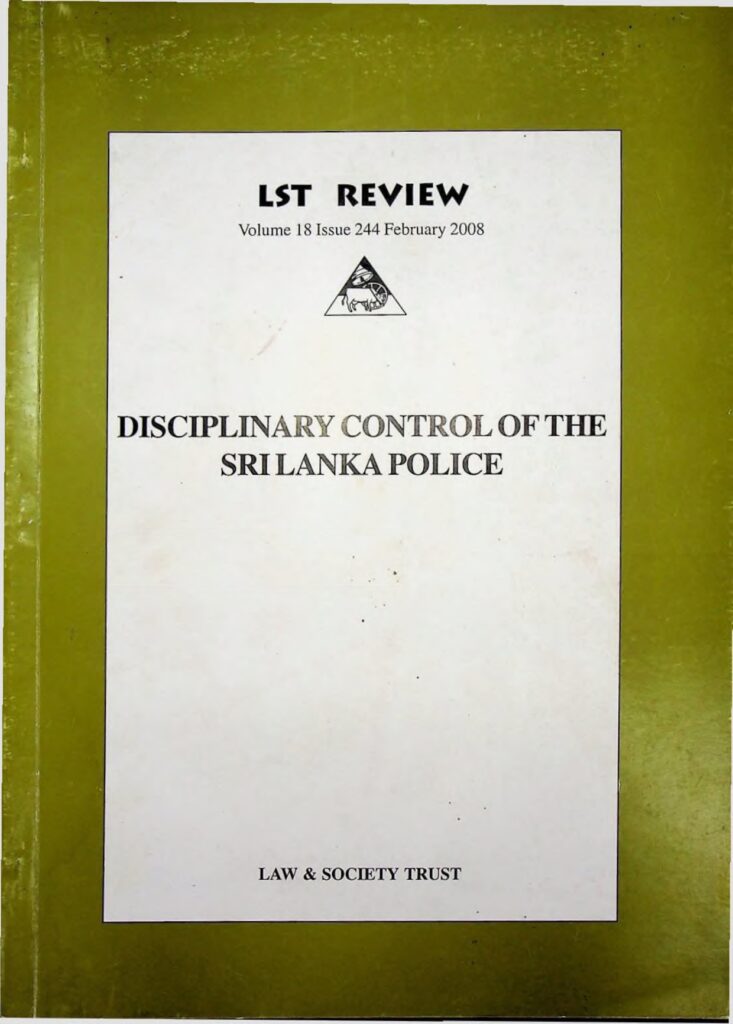 LST REVIEW
Volume 18 Issue 244 February 2008
DISCIPLINARY CONTROL OF THE
SRI LANKA POLICE
LAW & SOCIETY TRUST